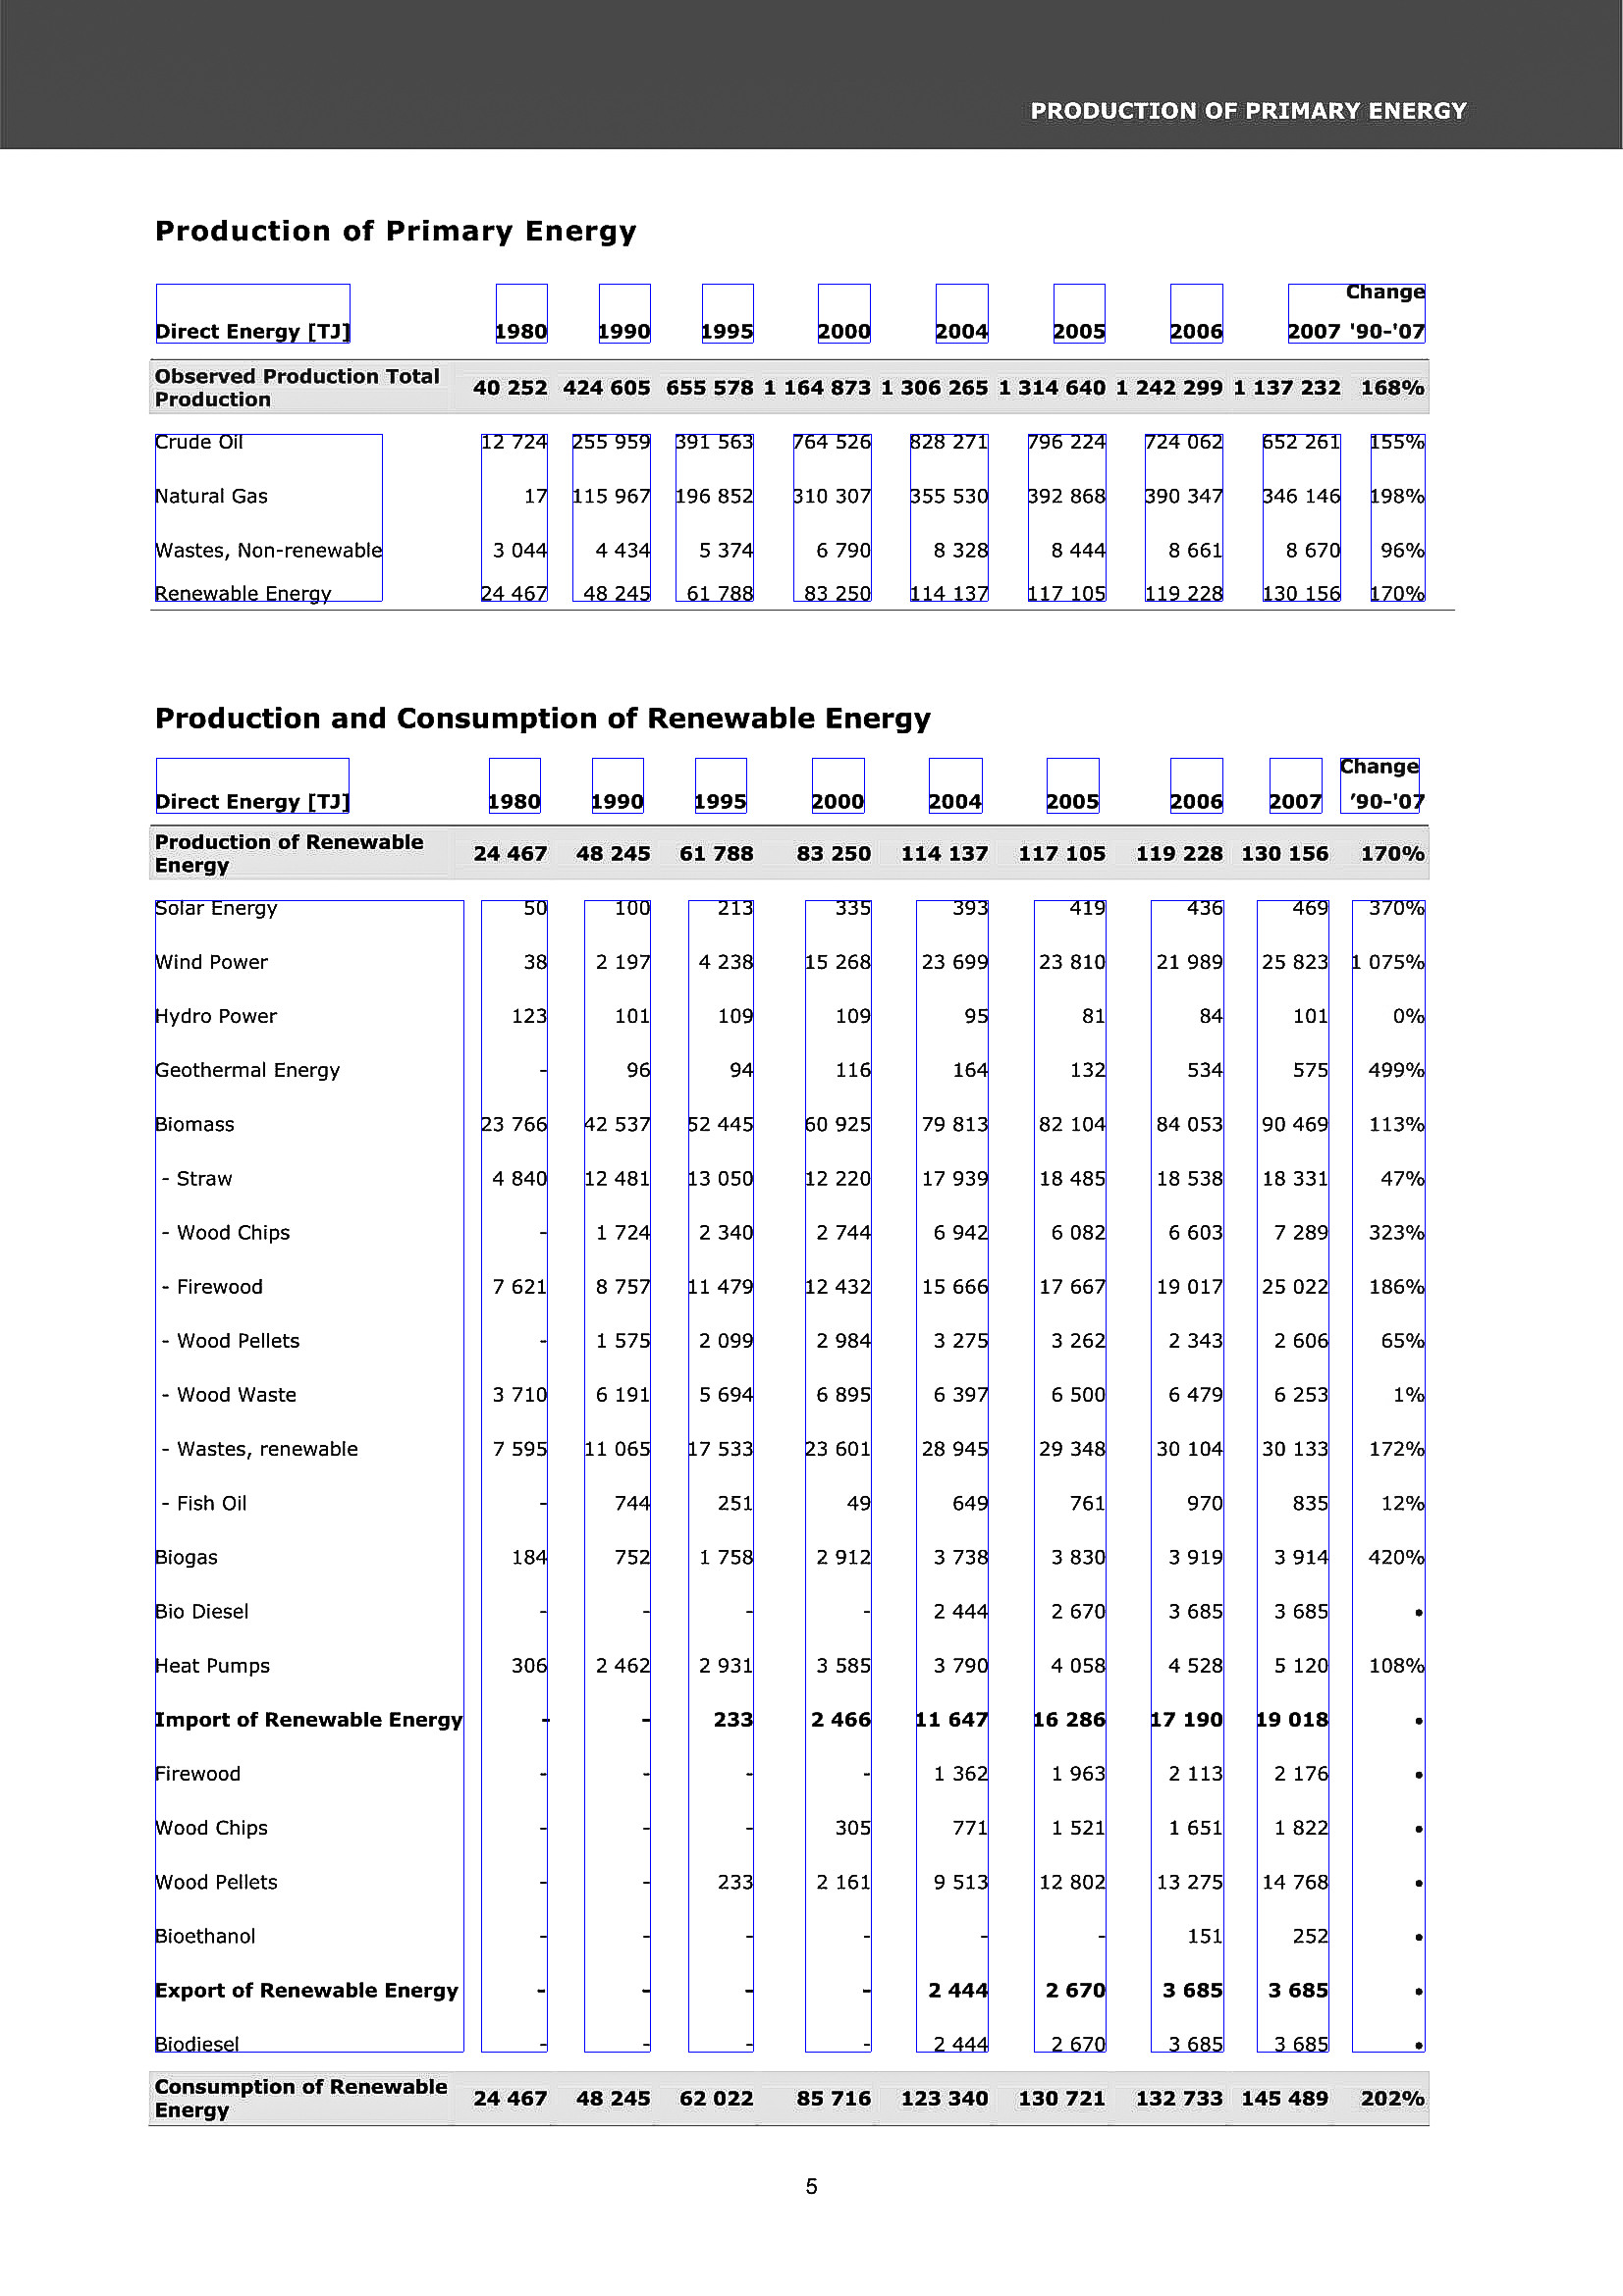 PRODUCTION OF PRIMARY ENERGY
Production of Primary Energy
Change
Direct Energy [TJ] 1980 1990 1995 2000 2004 2005 2006 2007 '90-'07
Observed Production Total
Production 40 252 424 605 655 578 1 164 873 1 306 265 1 314 640 1 242 299 1 137 232 168%
Crude Oil 12 724 255 959 391 563 764 526 828 271 796 224 724 062 652 261 155%
Natural Gas 17 115 967 196 852 310 307 355 530 392 868 390 347 346 146 198%
Wastes, Non-renewable 3 044 4 434 5 374 6 790 8 328 8 444 8 661 8 670 96%
Renewable Energy 24 467 48 245 61 788 83 250 114 137 117 105 119 228 130 156 170%
Production and Consumption of Renewable Energy
Change
Direct Energy [TJ] 1980 1990 1995 2000 2004 2005 2006 2007 ’90-'07
Production of Renewable
Energy 24 467 48 245 61 788 83 250 114 137 117 105 119 228 130 156 170%
Solar Energy 50 100 213 335 393 419 436 469 370%
Wind Power 38 2 197 4 238 15 268 23 699 23 810 21 989 25 823 1 075%
Hydro Power 123 101 109 109 95 81 84 101 0%
Geothermal Energy - 96 94 116 164 132 534 575 499%
Biomass 23 766 42 537 52 445 60 925 79 813 82 104 84 053 90 469 113%
- Straw 4 840 12 481 13 050 12 220 17 939 18 485 18 538 18 331 47%
- Wood Chips - 1 724 2 340 2 744 6 942 6 082 6 603 7 289 323%
- Firewood 7 621 8 757 11 479 12 432 15 666 17 667 19 017 25 022 186%
- Wood Pellets - 1 575 2 099 2 984 3 275 3 262 2 343 2 606 65%
- Wood Waste 3 710 6 191 5 694 6 895 6 397 6 500 6 479 6 253 1%
- Wastes, renewable 7 595 11 065 17 533 23 601 28 945 29 348 30 104 30 133 172%
- Fish Oil - 744 251 49 649 761 970 835 12%
Biogas 184 752 1 758 2 912 3 738 3 830 3 919 3 914 420%
Bio Diesel - - - - 2 444 2 670 3 685 3 685 •
Heat Pumps 306 2 462 2 931 3 585 3 790 4 058 4 528 5 120 108%
Import of Renewable Energy - - 233 2 466 11 647 16 286 17 190 19 018 •
Firewood - - - - 1 362 1 963 2 113 2 176 •
Wood Chips - - - 305 771 1 521 1 651 1 822 •
Wood Pellets - - 233 2 161 9 513 12 802 13 275 14 768 •
Bioethanol - - - - - - 151 252 •
Export of Renewable Energy - - - - 2 444 2 670 3 685 3 685 •
Biodiesel - - - - 2 444 2 670 3 685 3 685 •
Consumption of Renewable
Energy 24 467 48 245 62 022 85 716 123 340 130 721 132 733 145 489 202%
5